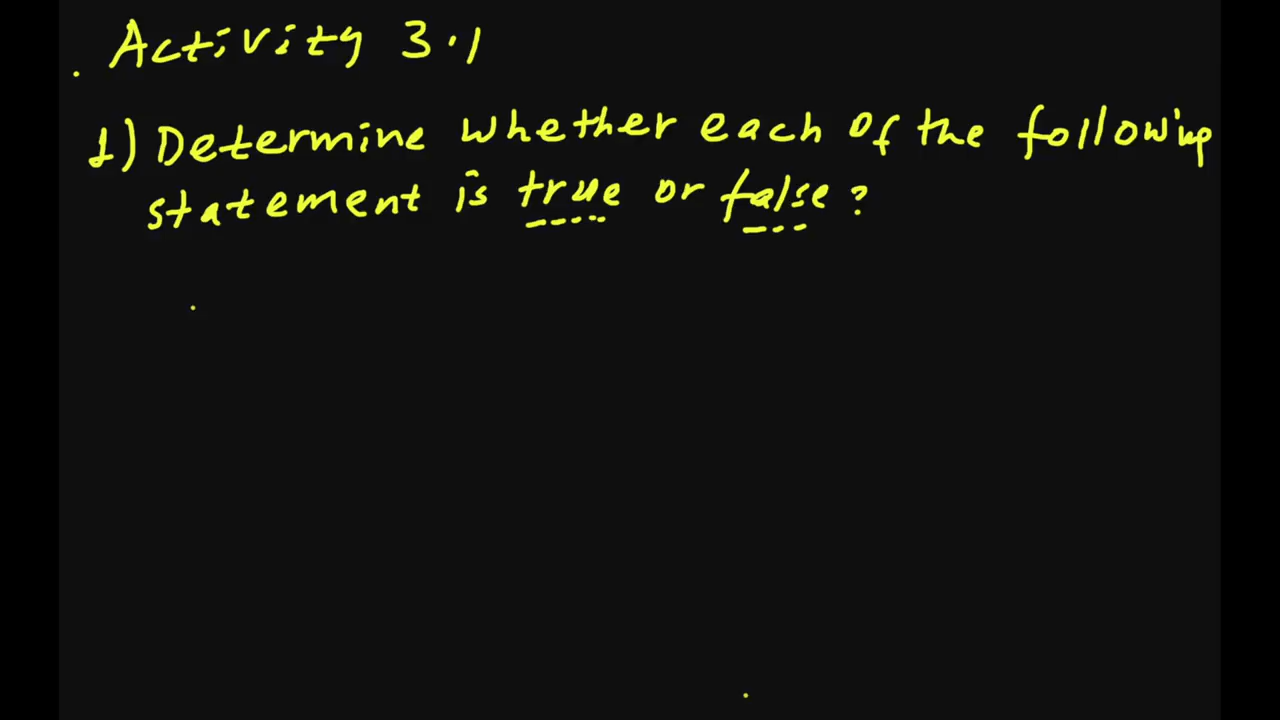 Activity 3.1
1) Determine whether each of the following
statement is true or false?